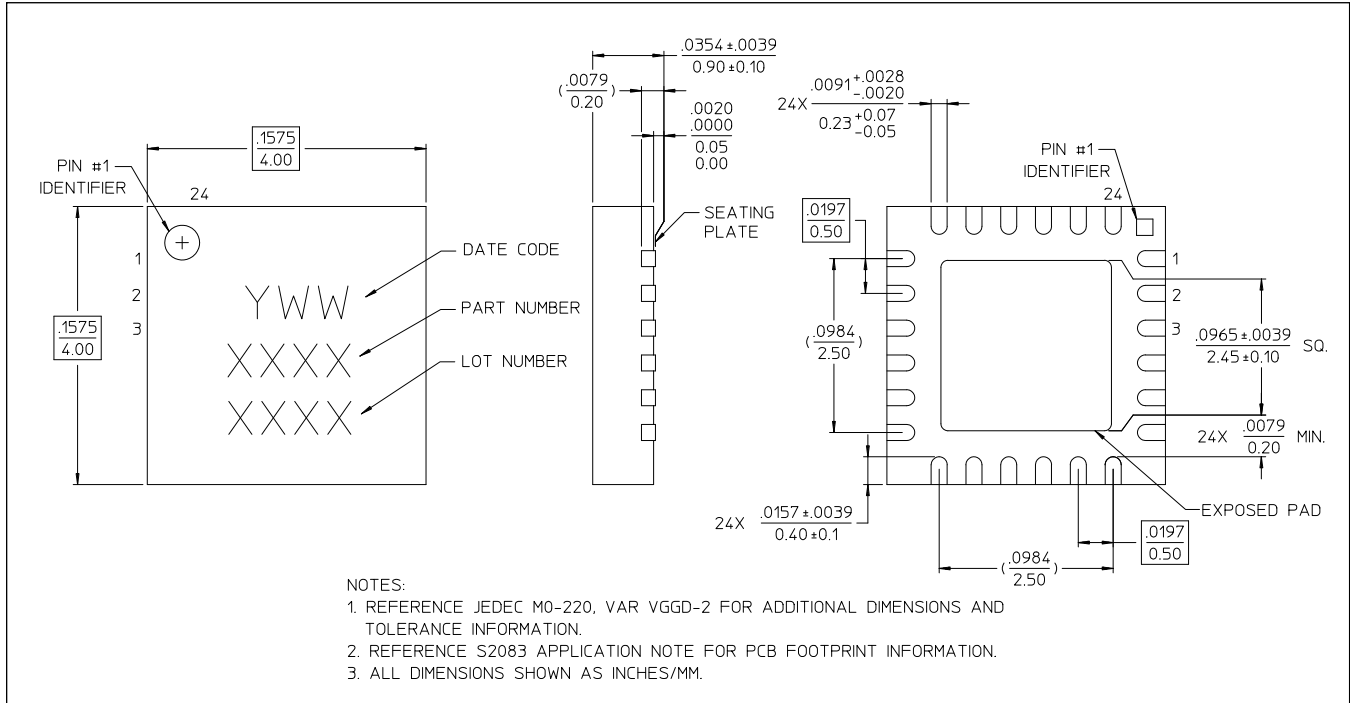 .1575
4.00
PIN #1
IDENTIFIER
24
1
2
3
.1575
4.00
YWW
XXXX
XXXX
DATE CODE
PART NUMBER
LOT NUMBER
.0354±.0039
0.90±0.10
(.0079
0.20)
.0020
.0000
0.05
0.00
SEATING
PLATE
24X .0091 +.0028 -.0020
0.23 +0.07 -0.05
PIN #1
IDENTIFIER
24
.0197
0.50
1
2
3
(.0984
2.50)
.0965±.0039
2.45±0.10 SQ.
24X .0079
0.20 MIN.
EXPOSED PAD
24X .0157±.0039
0.40±0.1
.0197
0.50
(.0984
2.50)
NOTES:
1. REFERENCE JEDEC M0-220, VAR VGGD-2 FOR ADDITIONAL DIMENSIONS AND
TOLERANCE INFORMATION.
2. REFERENCE S2083 APPLICATION NOTE FOR PCB FOOTPRINT INFORMATION.
3. ALL DIMENSIONS SHOWN AS INCHES/MM.